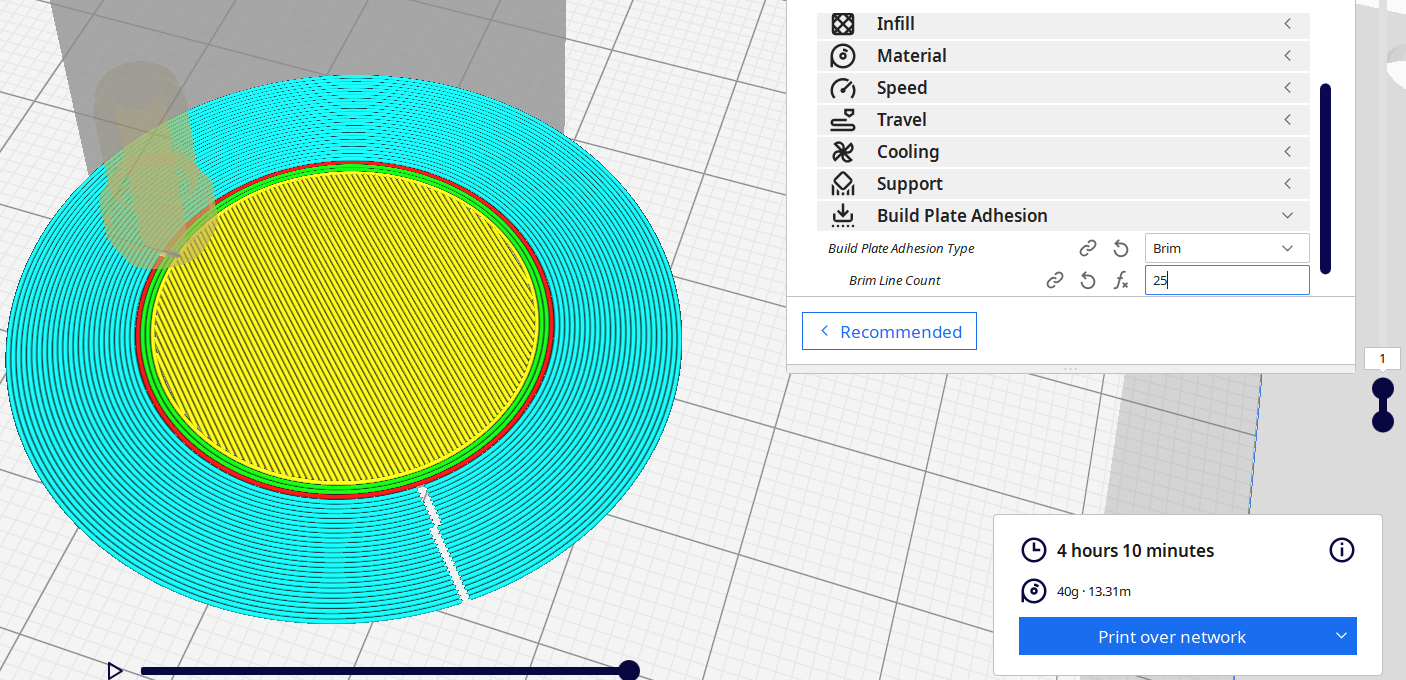 Infill
Material
Speed
Travel
Cooling
Support
Build Plate Adhesion
Build Plate Adhesion Type Brim
Brim Line Count 25
Recommended
1
4 hours 10 minutes
40g · 13.31m
Print over network